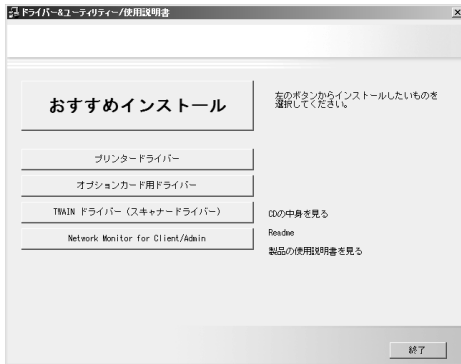 ドライバー&ユーティリティー/使用説明書
おすすめインストール
左のボタンからインストールしたいものを
選択してください。
プリンタードライバー
オプションカード用ドライバー
TWAIN ドライバー (スキャナードライバー)
Network Monitor for Client/Admin
CDの中身を見る
Readme
製品の使用説明書を見る
終了